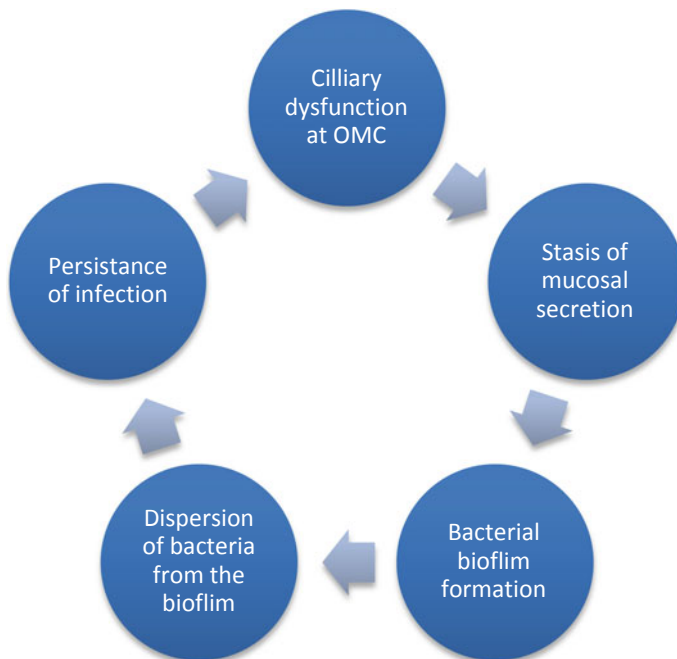 Cilliary
dysfunction
at OMC
Stasis of
mucosal
secretion
Bacterial
bioflim
formation
Dispersion
of bacteria
from the
bioflim
Persistance
of infection